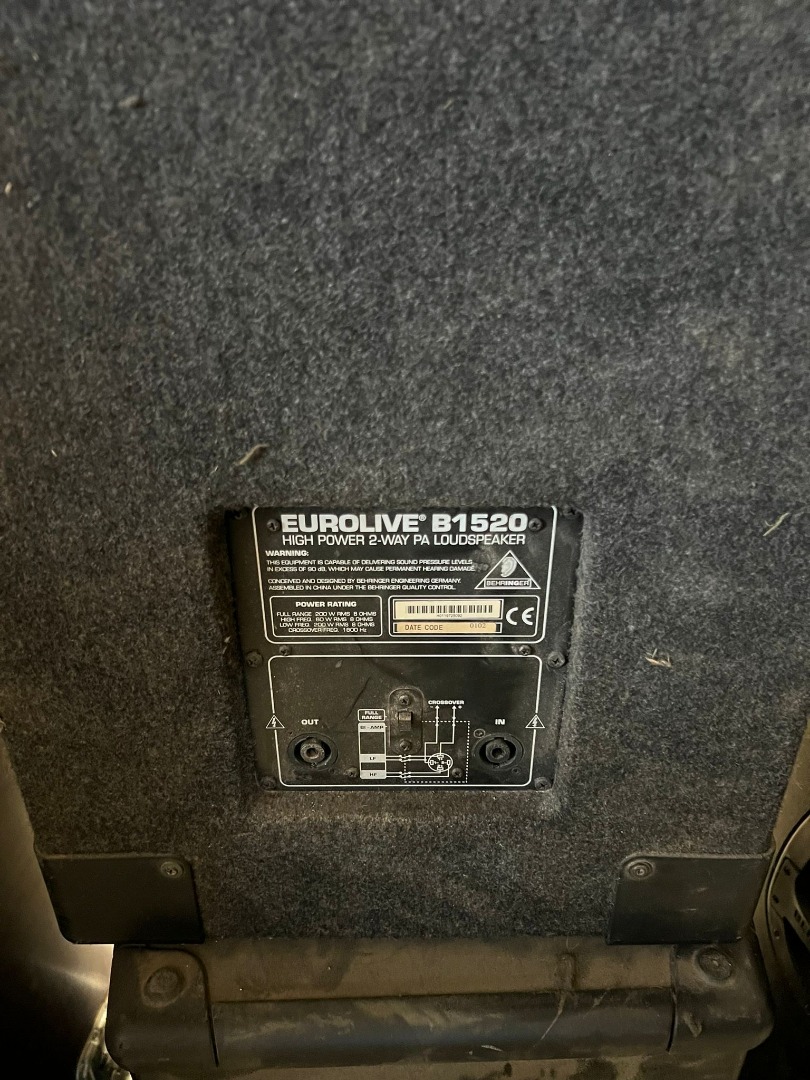 EUROLIVE® B1520
HIGH POWER 2-WAY PA LOUDSPEAKER
WARNING:
THIS EQUIPMENT IS CAPABLE OF DELIVERING SOUND PRESSURE LEVELS
IN EXCESS OF 90 dB, WHICH MAY CAUSE PERMANENT HEARING DAMAGE.
CONCEIVED AND DESIGNED BY BEHRINGER ENGINEERING GERMANY.
ASSEMBLED IN CHINA UNDER THE BEHRINGER QUALITY CONTROL.
BEHRINGER
POWER RATING
FULL RANGE 200 W RMS 8 OHMS
HIGH FREQ. 60 W RMS 8 OHMS
LOW FREQ. 200 W RMS 8 OHMS
CROSSOVER FREQ. 1800 Hz
DATE CODE 0102
CE
CROSSOVER
FULL
RANGE
OUT
BI - AMP
IN
LF
HF